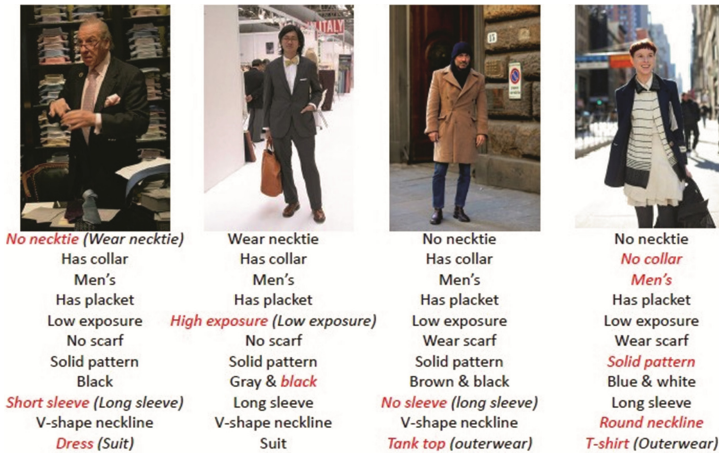 ITALY
No necktie (Wear necktie)
Has collar
Men's
Has placket
Low exposure
No scarf
Solid pattern
Black
Short sleeve (Long sleeve)
V-shape neckline
Dress (Suit)
Wear necktie
Has collar
Men's
Has placket
High exposure (Low exposure)
No scarf
Solid pattern
Gray & black
Long sleeve
V-shape neckline
Suit
No necktie
Has collar
Men's
Has placket
Low exposure
Wear scarf
Solid pattern
Brown & black
No sleeve (long sleeve)
V-shape neckline
Tank top (outerwear)
No necktie
No collar
Men's
Has placket
Low exposure
Wear scarf
Solid pattern
Blue & white
Long sleeve
Round neckline
T-shirt (Outerwear)